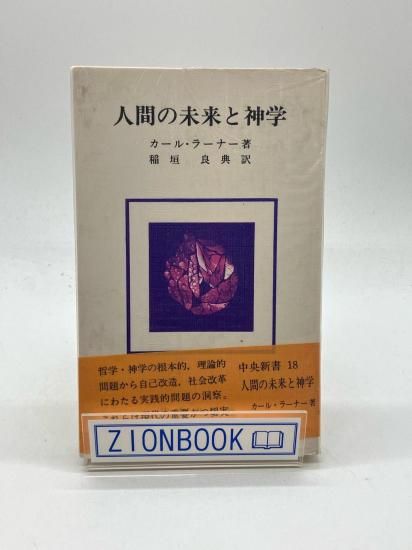 人間の未来と神学
カール・ラーナー著
稲垣 良典訳
哲学・神学の根本的，理論的
問題から自己改造，社会改革
にわたる実践的問題の洞察。
中央新書 18
人間の未来と神学
カール・ラーナー著
ZIONBOOK